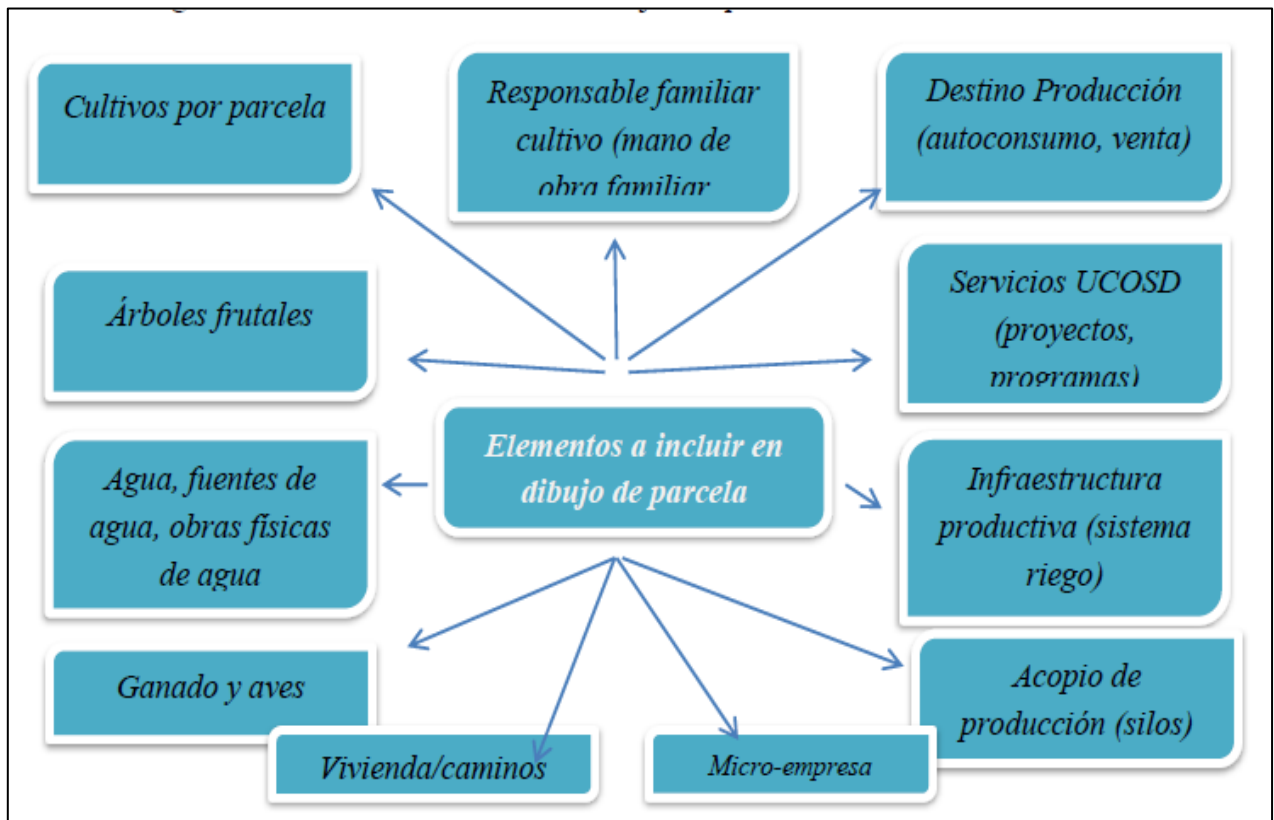 Cultivos por parcela
Responsable familiar
cultivo (mano de
obra familiar
Destino Producción
(autoconsumo, venta)
Árboles frutales
Servicios UCOSD
(proyectos,
programas)
Elementos a incluir en
dibujo de parcela
Agua, fuentes de
agua, obras físicas
de agua
Infraestructura
productiva (sistema
riego)
Ganado y aves
Acopio de
producción (silos)
Vivienda/caminos
Micro-empresa